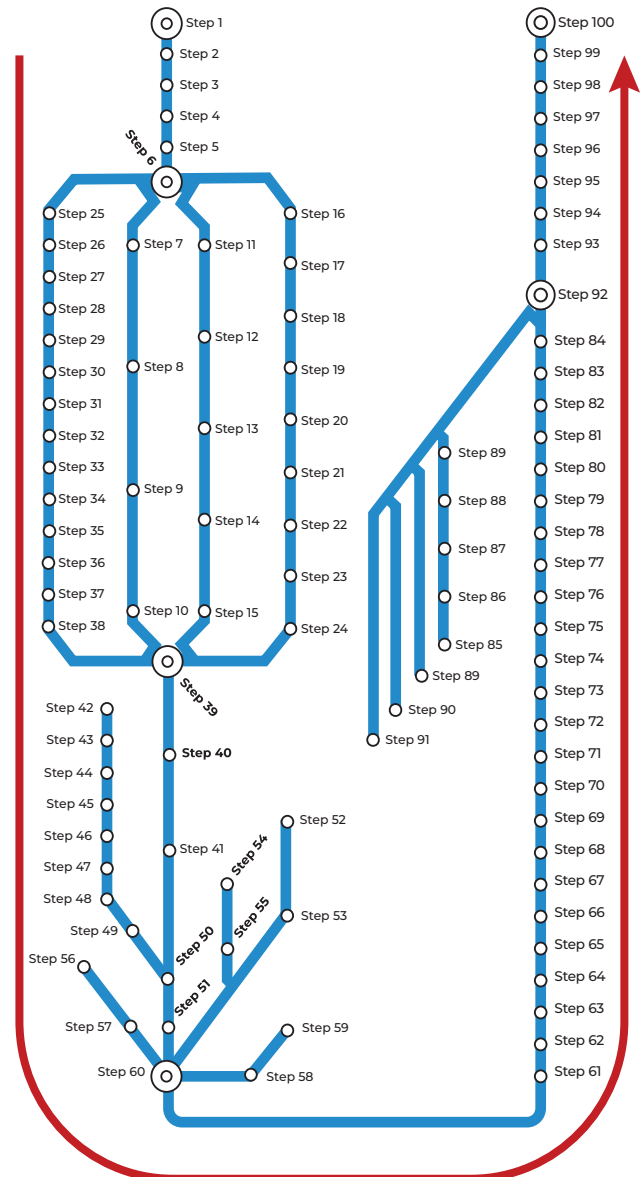 Step 1
Step 2
Step 3
Step 4
Step 5
Step 6
Step 25
Step 26
Step 27
Step 28
Step 29
Step 30
Step 31
Step 32
Step 33
Step 34
Step 35
Step 36
Step 37
Step 38
Step 7
Step 8
Step 9
Step 10
Step 11
Step 12
Step 13
Step 14
Step 15
Step 16
Step 17
Step 18
Step 19
Step 20
Step 21
Step 22
Step 23
Step 24
Step 39
Step 40
Step 41
Step 42
Step 43
Step 44
Step 45
Step 46
Step 47
Step 48
Step 49
Step 50
Step 51
Step 52
Step 53
Step 54
Step 55
Step 56
Step 57
Step 60
Step 58
Step 59
Step 100
Step 99
Step 98
Step 97
Step 96
Step 95
Step 94
Step 93
Step 92
Step 84
Step 83
Step 82
Step 81
Step 80
Step 79
Step 78
Step 77
Step 76
Step 75
Step 74
Step 73
Step 72
Step 71
Step 70
Step 69
Step 68
Step 67
Step 66
Step 65
Step 64
Step 63
Step 62
Step 61
Step 89
Step 88
Step 87
Step 86
Step 85
Step 89
Step 90
Step 91